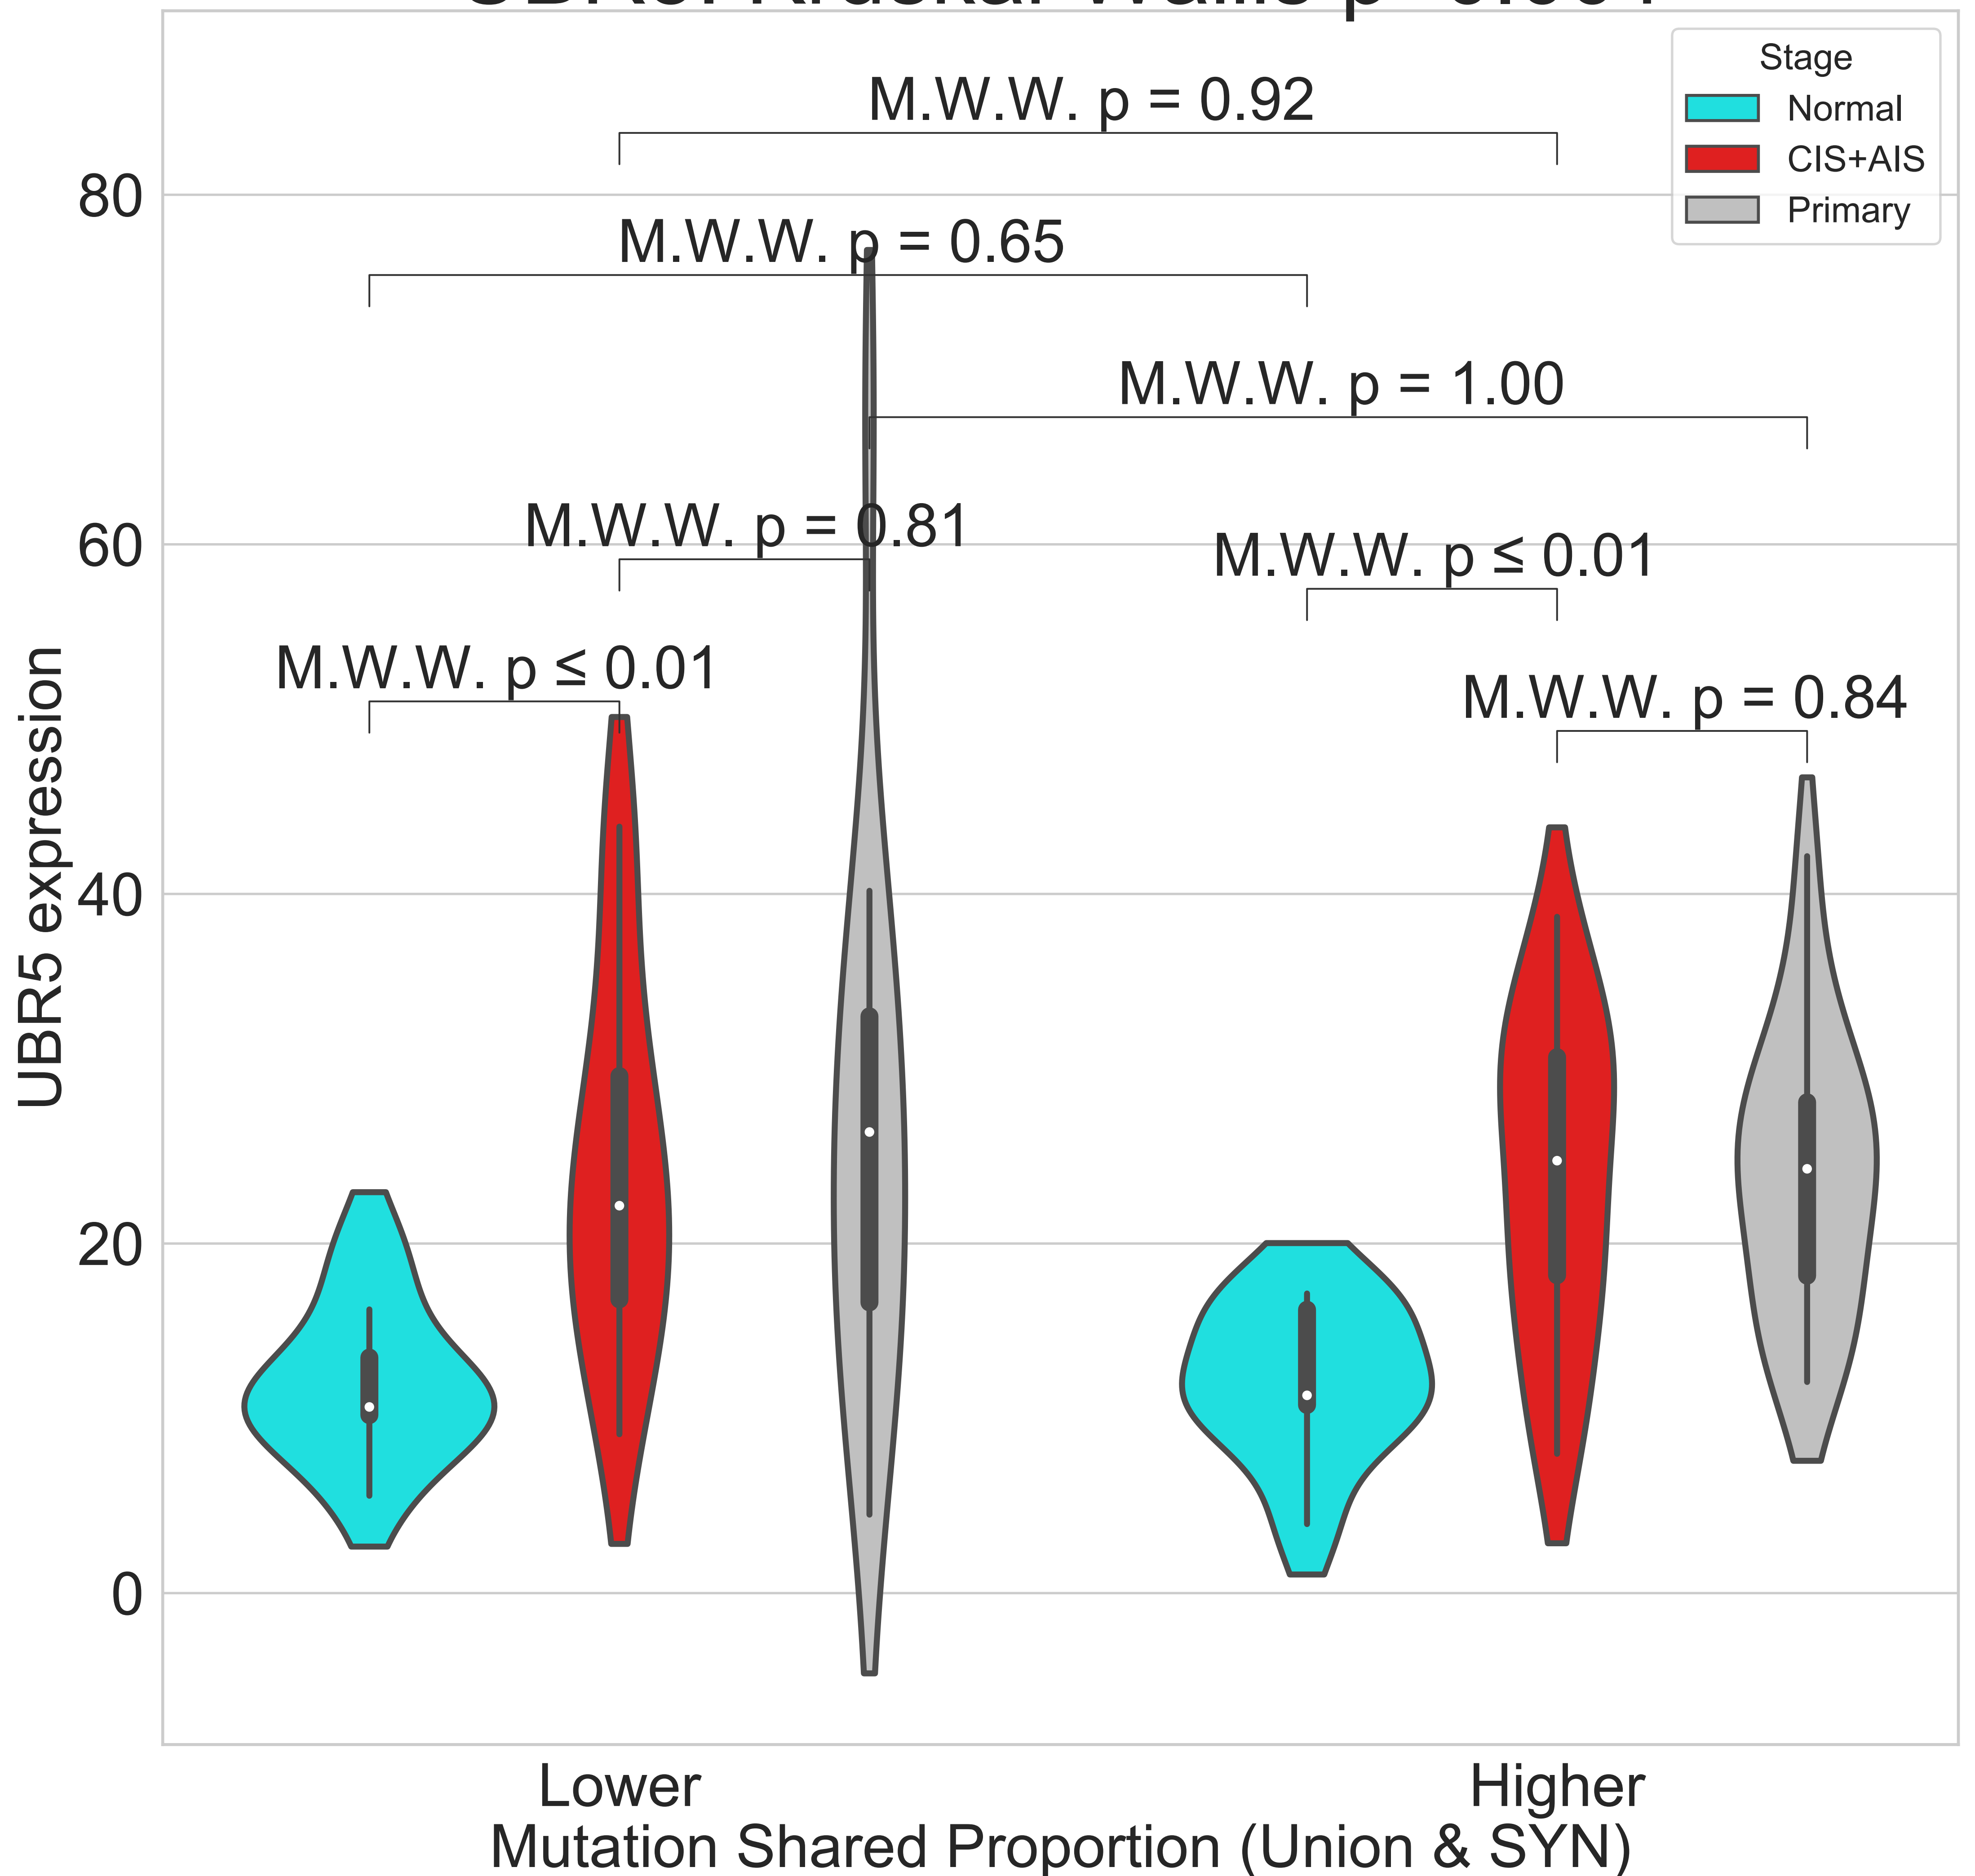 Stage
Normal
CIS+AIS
Primary
M.W.W. p = 0.92
M.W.W. p = 0.65
M.W.W. p = 1.00
M.W.W. p = 0.81
M.W.W. p ≤ 0.01
M.W.W. p ≤ 0.01
M.W.W. p = 0.84
UBR5 expression
80
60
40
20
0
Lower
Higher
Mutation Shared Proportion (Union & SYN)